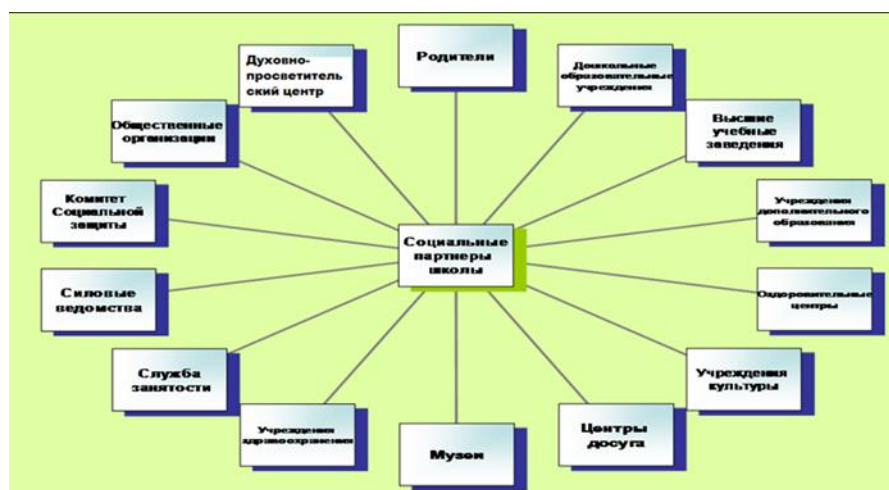 Родители
Духовно-
просветитель
ский центр
Дошкольные
образовательные
учреждения
Общественные
организации
Высшие
учебные
заведения
Комитет
Социальной
защиты
Учреждения
дополнительного
образования
Социальные
партнеры
школы
Силовые
ведомства
Оздоровительные
центры
Служба
занятости
Учреждения
культуры
Учреждения
здравоохранения
Музеи
Центры
досуга